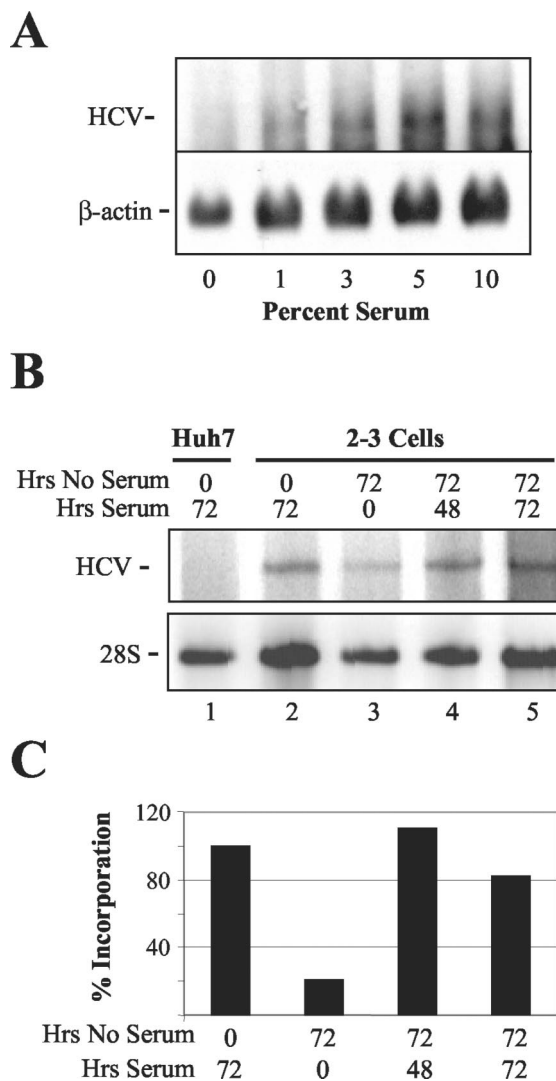 A
HCV-
β-actin -
0 1 3 5 10
Percent Serum
B
Huh7 2-3 Cells
Hrs No Serum 0 0 72 72 72
Hrs Serum 72 72 0 48 72
HCV -
28S -
1 2 3 4 5
C
% Incorporation
120
80
40
Hrs No Serum 0 72 72 72
Hrs Serum 72 0 48 72